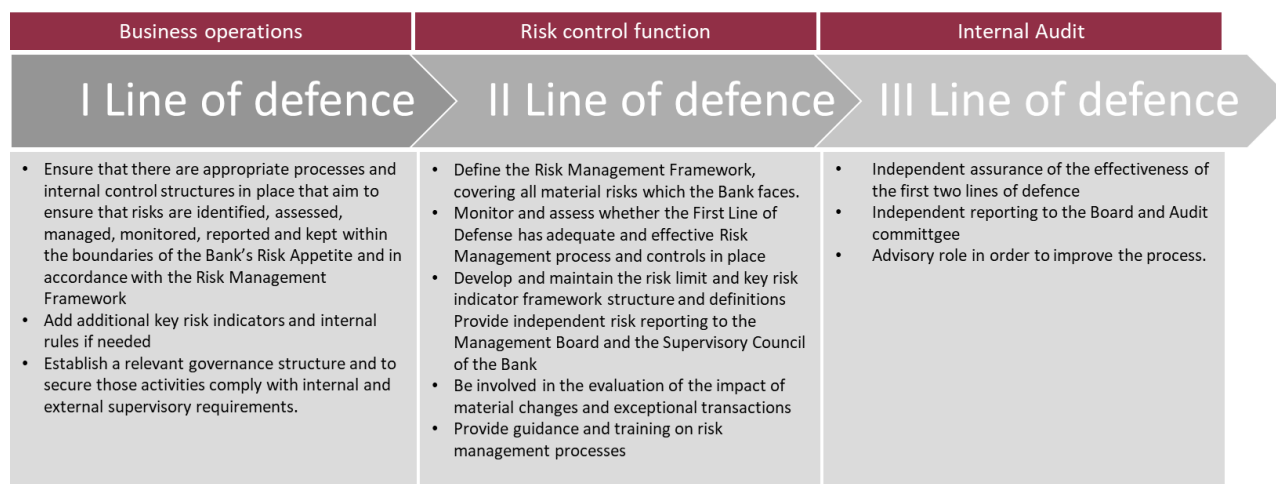 Business operations
Risk control function
Internal Audit
I Line of defence
II Line of defence
III Line of defence
• Ensure that there are appropriate processes and
internal control structures in place that aim to
ensure that risks are identified, assessed,
managed, monitored, reported and kept within
the boundaries of the Bank's Risk Appetite and in
accordance with the Risk Management
Framework
• Add additional key risk indicators and internal
rules if needed
• Establish a relevant governance structure and to
secure those activities comply with internal and
external supervisory requirements.
• Define the Risk Management Framework,
covering all material risks which the Bank faces.
• Monitor and assess whether the First Line of
Defense has adequate and effective Risk
Management process and controls in place
• Develop and maintain the risk limit and key risk
indicator framework structure and definitions
Provide independent risk reporting to the
Management Board and the Supervisory Council
of the Bank
• Be involved in the evaluation of the impact of
material changes and exceptional transactions
• Provide guidance and training on risk
management processes
• Independent assurance of the effectiveness of
the first two lines of defence
• Independent reporting to the Board and Audit
committgee
• Advisory role in order to improve the process.